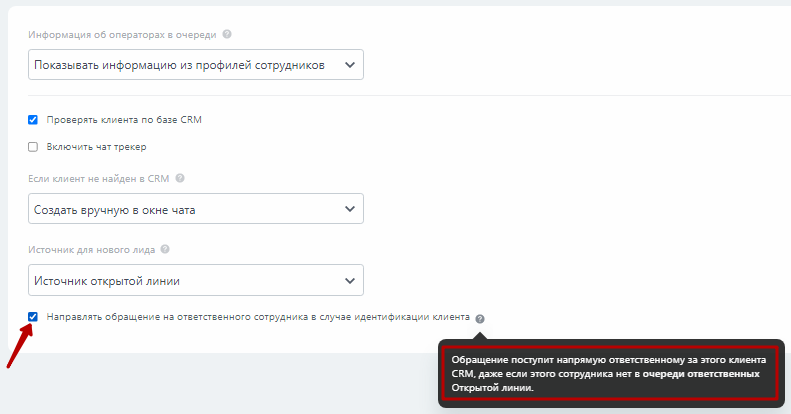 Информация об операторах в очереди
Показывать информацию из профилей сотрудников
Проверять клиента по базе CRM
Включить чат трекер
Если клиент не найден в CRM
Создать вручную в окне чата
Источник для нового лида
Источник открытой линии
Направлять обращение на ответственного сотрудника в случае идентификации клиента
Обращение поступит напрямую ответственному за этого клиента
CRM, даже если этого сотрудника нет в очереди ответственных
Открытой линии.